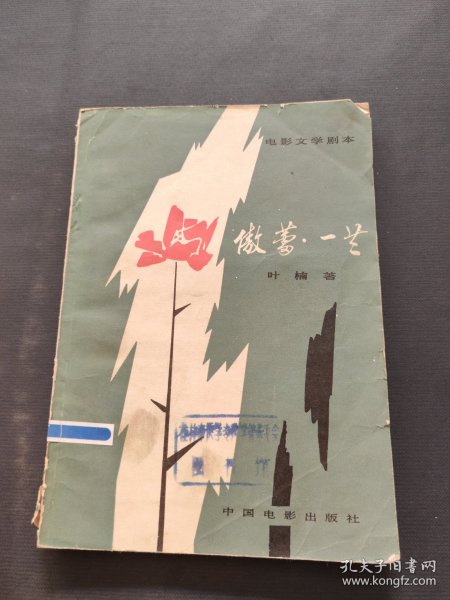 电影文学剧本
傲蕾·一兰
叶楠著
中国电影出版社
孔夫子旧书网
www.kongfz.com